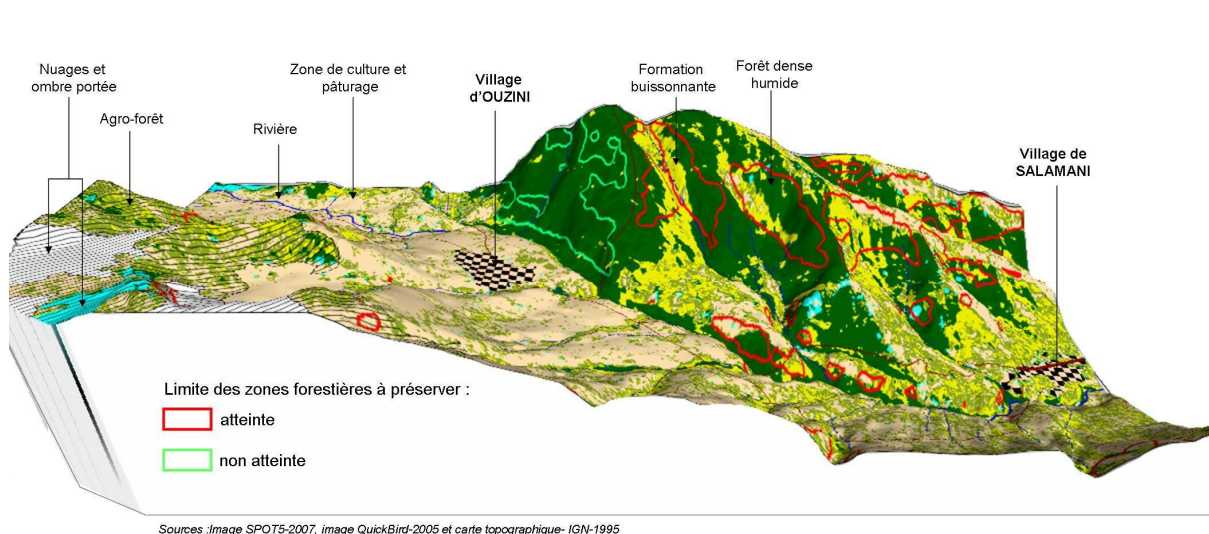 Nuages et
ombre portée
Agro-forêt
Rivière
Zone de culture et
pâturage
Village
d'OUZINI
Formation
buissonnante
Forêt dense
humide
Village de
SALAMANI
Limite des zones forestières à préserver :
atteinte
non atteinte
Sources :Image SPOT5-2007, image QuickBird-2005 et carte topographique- IGN-1995